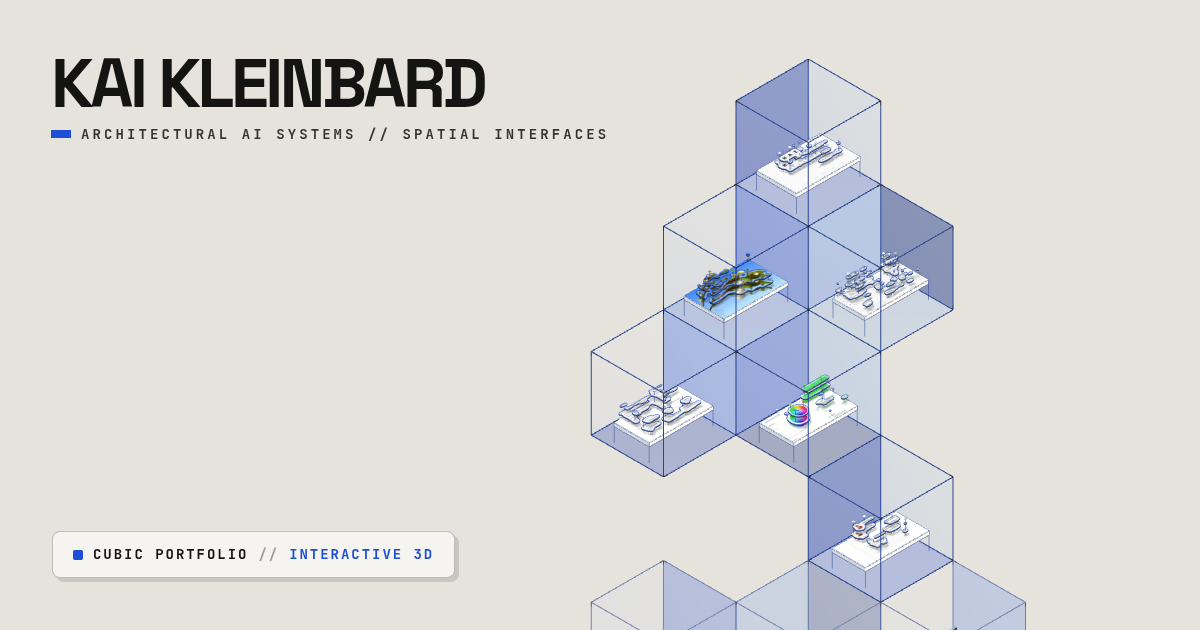 KAI KLEINBARD
ARCHITECTURAL AI SYSTEMS // SPATIAL INTERFACES
CUBIC PORTFOLIO // INTERACTIVE 3D